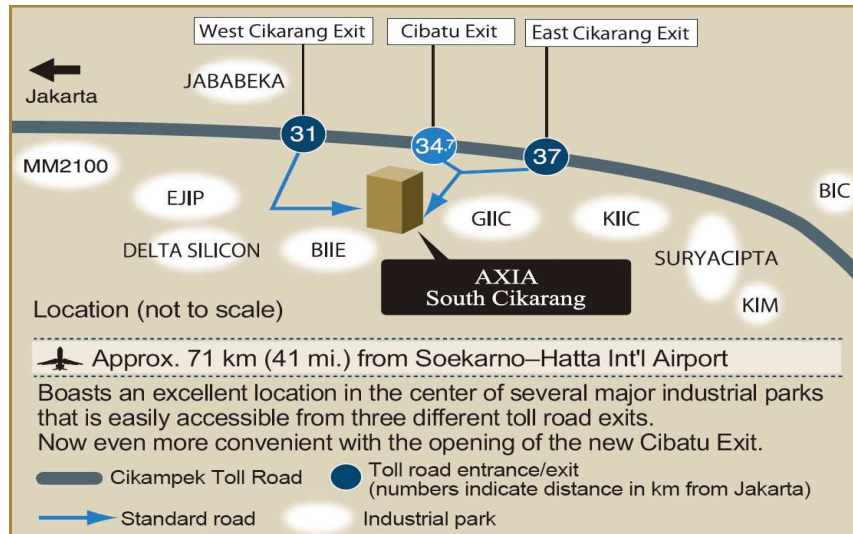 West Cikarang Exit
Cibatu Exit
East Cikarang Exit
Jakarta
JABABEKA
31
34.7
37
MM2100
EJIP
DELTA SILICON
BIIE
GIIC
KIIC
BIC
SURYACIPTA
KIM
AXIA
South Cikarang
Location (not to scale)
Approx. 71 km (41 mi.) from Soekarno–Hatta Int'l Airport
Boasts an excellent location in the center of several major industrial parks
that is easily accessible from three different toll road exits.
Now even more convenient with the opening of the new Cibatu Exit.
Cikampek Toll Road
Toll road entrance/exit
(numbers indicate distance in km from Jakarta)
Standard road
Industrial park